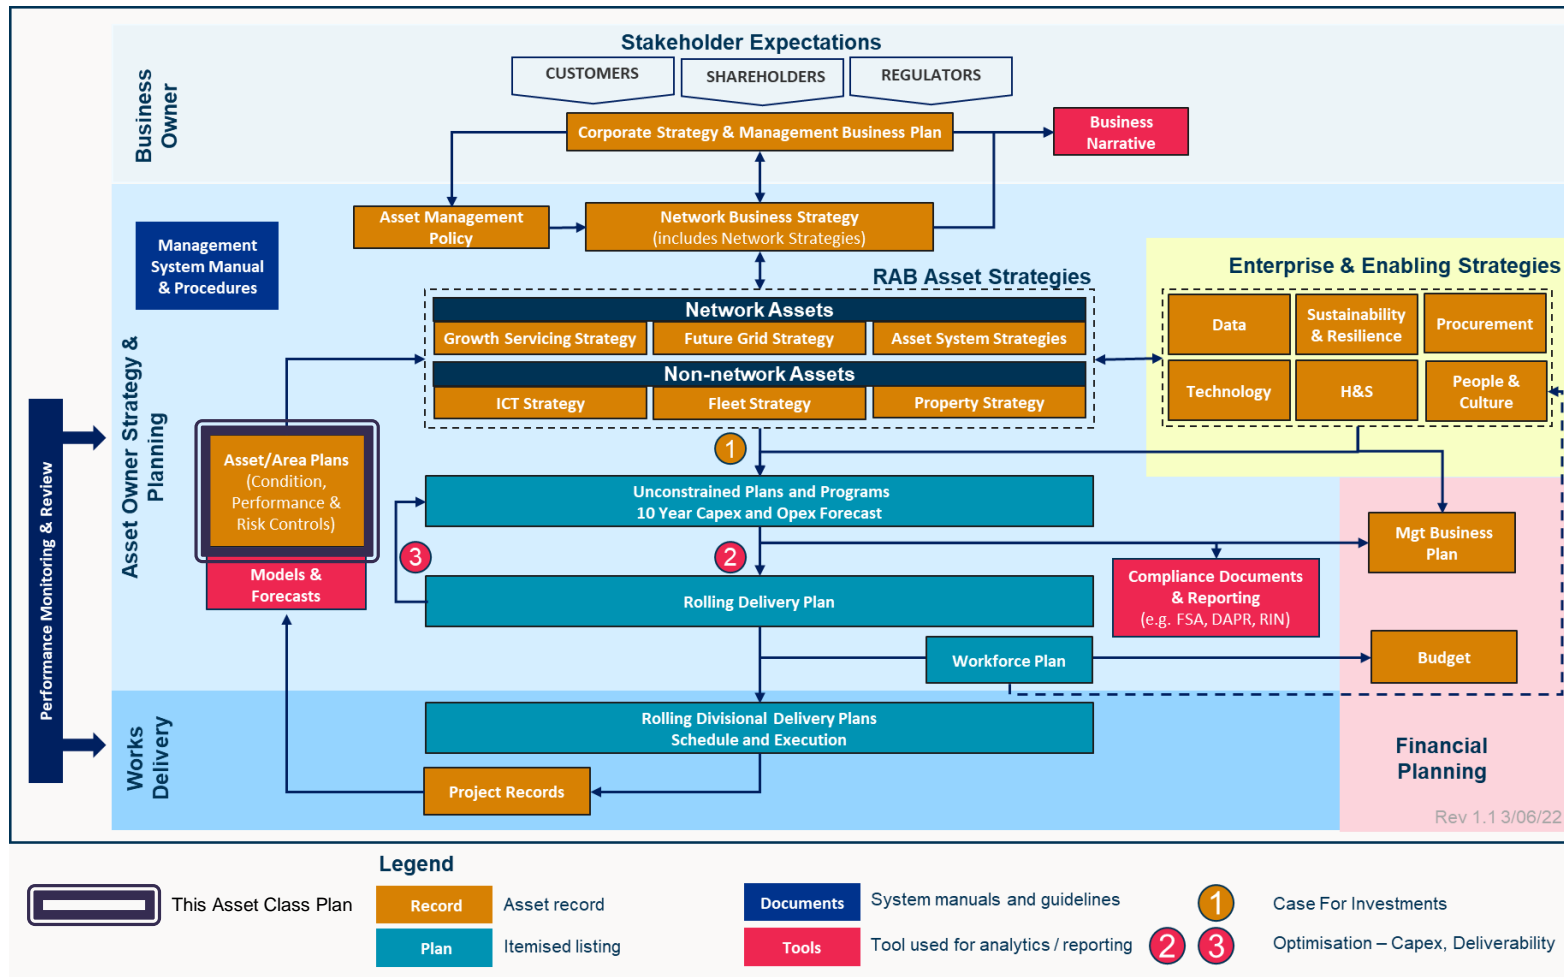 Stakeholder Expectations
CUSTOMERS
SHAREHOLDERS
REGULATORS
Business
Owner
Corporate Strategy & Management Business Plan
Business
Narrative
Asset Management
Policy
Network Business Strategy
(includes Network Strategies)
Management
System Manual
& Procedures
RAB Asset Strategies
Enterprise & Enabling Strategies
Network Assets
Growth Servicing Strategy
Future Grid Strategy
Asset System Strategies
Non-network Assets
ICT Strategy
Fleet Strategy
Property Strategy
Data
Sustainability
& Resilience
Procurement
Technology
H&S
People &
Culture
Asset Owner Strategy &
Planning
Performance Monitoring & Review
Asset/Area Plans
(Condition,
Performance &
Risk Controls)
Models &
Forecasts
1
Unconstrained Plans and Programs
10 Year Capex and Opex Forecast
3
2
Mgt Business
Plan
Compliance Documents
& Reporting
(e.g. FSA, DAPR, RIN)
Rolling Delivery Plan
Workforce Plan
Budget
Works
Delivery
Rolling Divisional Delivery Plans
Schedule and Execution
Project Records
Financial
Planning
Rev 1.1 3/06/22
Legend
This Asset Class Plan
Record
Asset record
Plan
Itemised listing
Documents
System manuals and guidelines
Tools
Tool used for analytics / reporting
1
Case For Investments
2
3
Optimisation – Capex, Deliverability